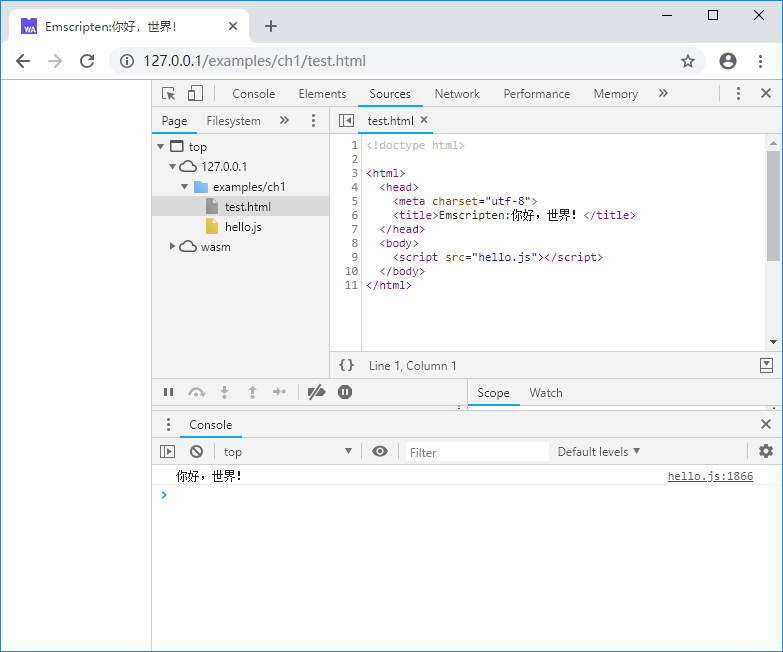 WA Emscripten:你好，世界！
127.0.0.1/examples/ch1/test.html
Console Elements Sources Network Performance Memory
Page Filesystem
test.html
top
127.0.0.1
examples/ch1
test.html
hello.js
wasm
1 <!doctype html>
2
3 <html>
4 <head>
5 <meta charset="utf-8">
6 <title>Emscripten:你好，世界！</title>
7 </head>
8 <body>
9 <script src="hello.js"></script>
10 </body>
11 </html>
{} Line 1, Column 1
Scope Watch
Console
top Filter Default levels
你好，世界！ hello.js:1866